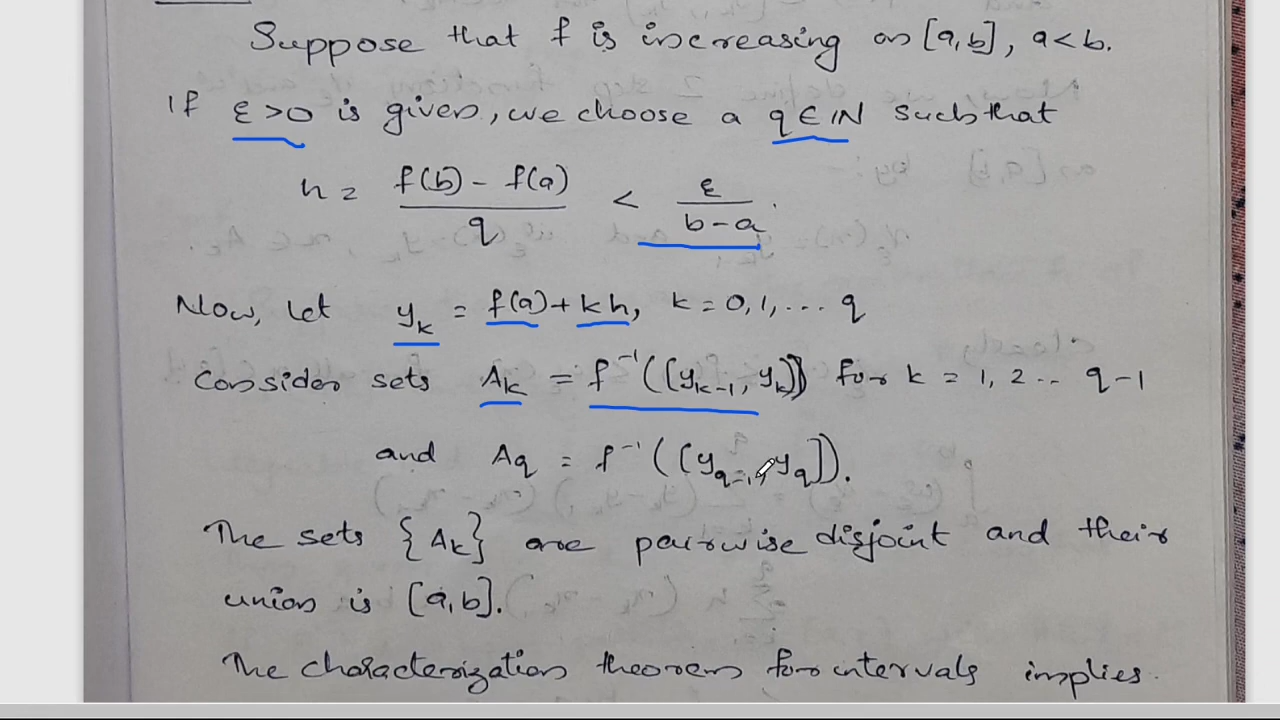 Suppose that f is increasing on [a,b], a<b.
If ε>0 is given, we choose a q∈ℕ such that
h = (f(b) - f(a))/q < ε/(b-a).
Now, let y_k = f(a)+kh, k=0,1,... q
Consider sets A_k = f⁻¹([y_{k-1}, y_k)) for k = 1, 2 .. q-1
and A_q = f⁻¹([y_{q-1}, y_q]).
The sets {A_k} are pairwise disjoint and their
union is [a,b].
The characterization theorem for intervals implies